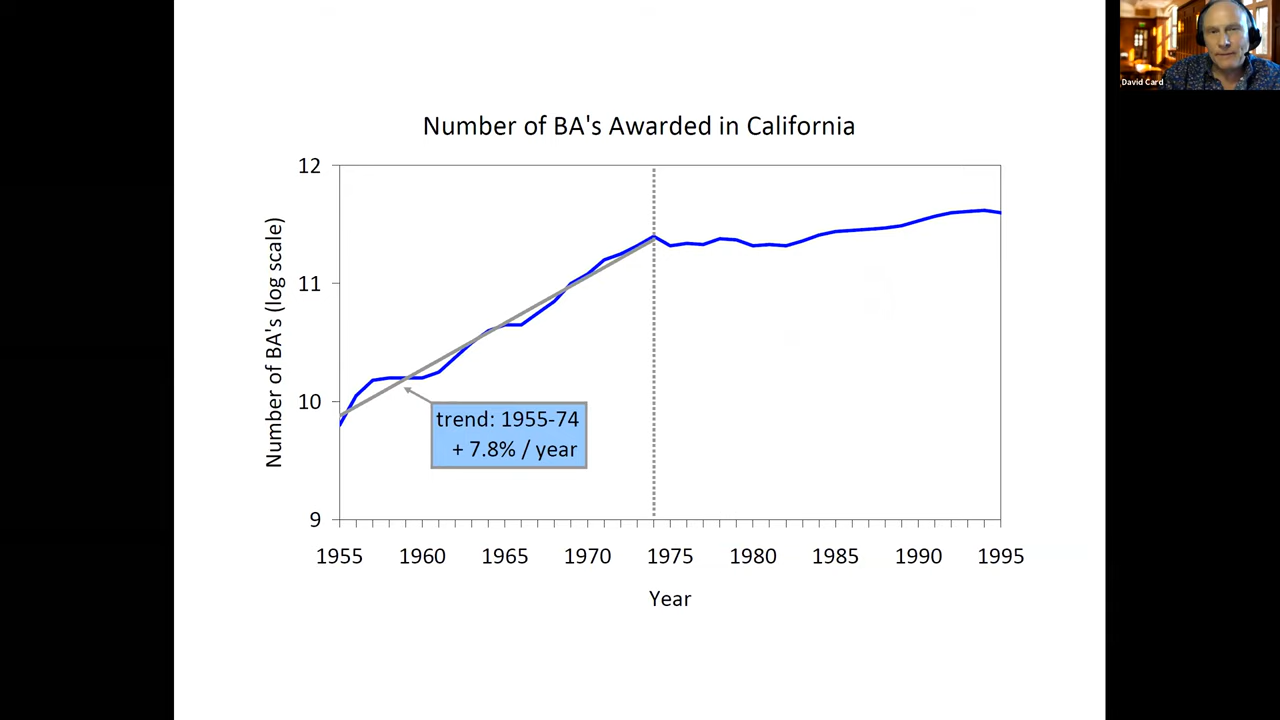 David Card
Number of BA's Awarded in California
Number of BA's (log scale)
12
11
10
9
trend: 1955-74
+ 7.8% / year
1955 1960 1965 1970 1975 1980 1985 1990 1995
Year